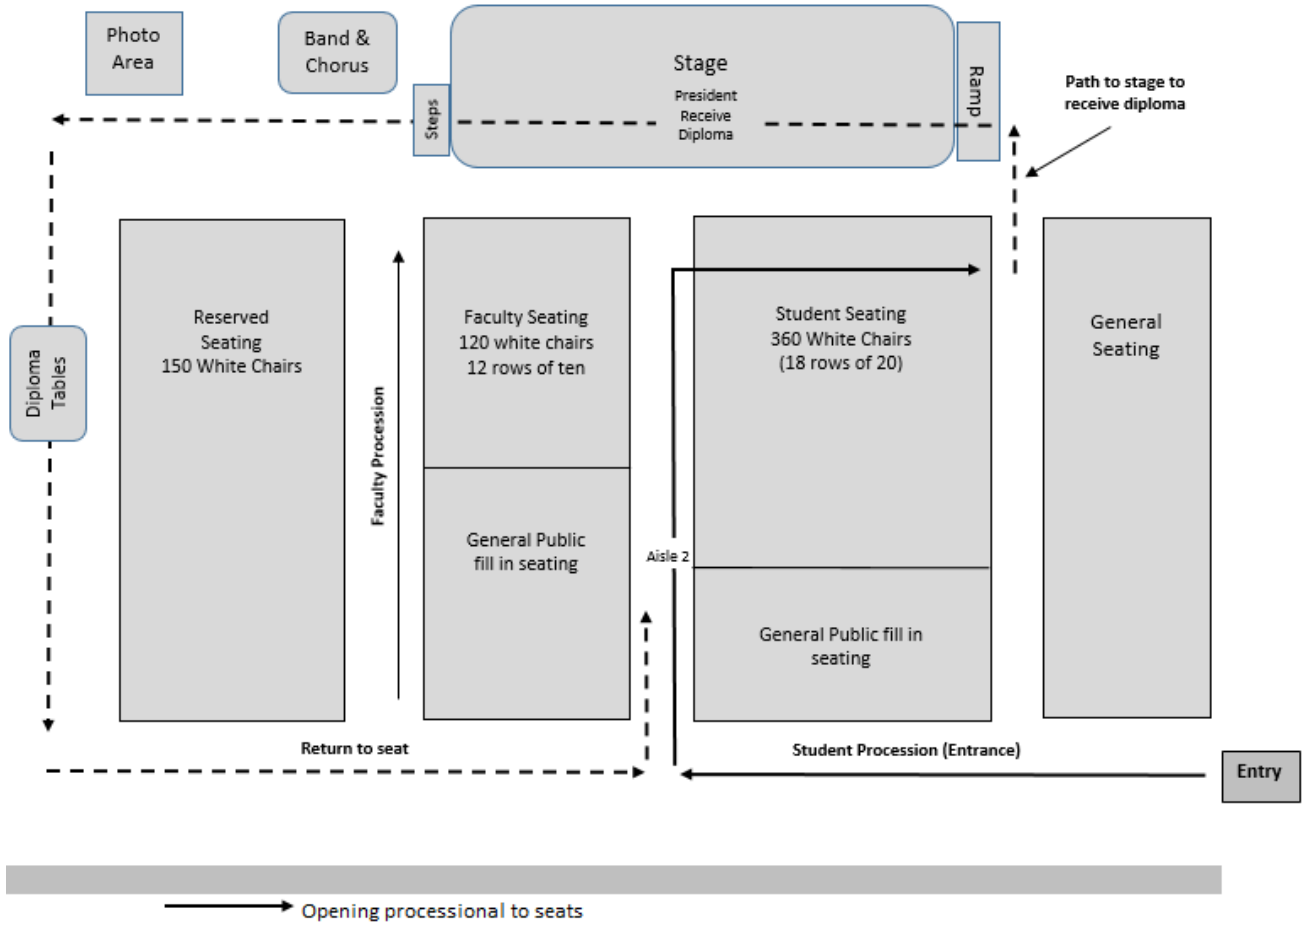 Photo
Area
Band &
Chorus
Stage
President
Receive
Diploma
Steps
Ramp
Path to stage to
receive diploma
Reserved
Seating
150 White Chairs
Faculty Seating
120 white chairs
12 rows of ten
Student Seating
360 White Chairs
(18 rows of 20)
General
Seating
Diploma
Tables
Faculty Procession
General Public
fill in seating
Aisle 2
General Public fill in
seating
Return to seat
Student Procession (Entrance)
Entry
Opening processional to seats